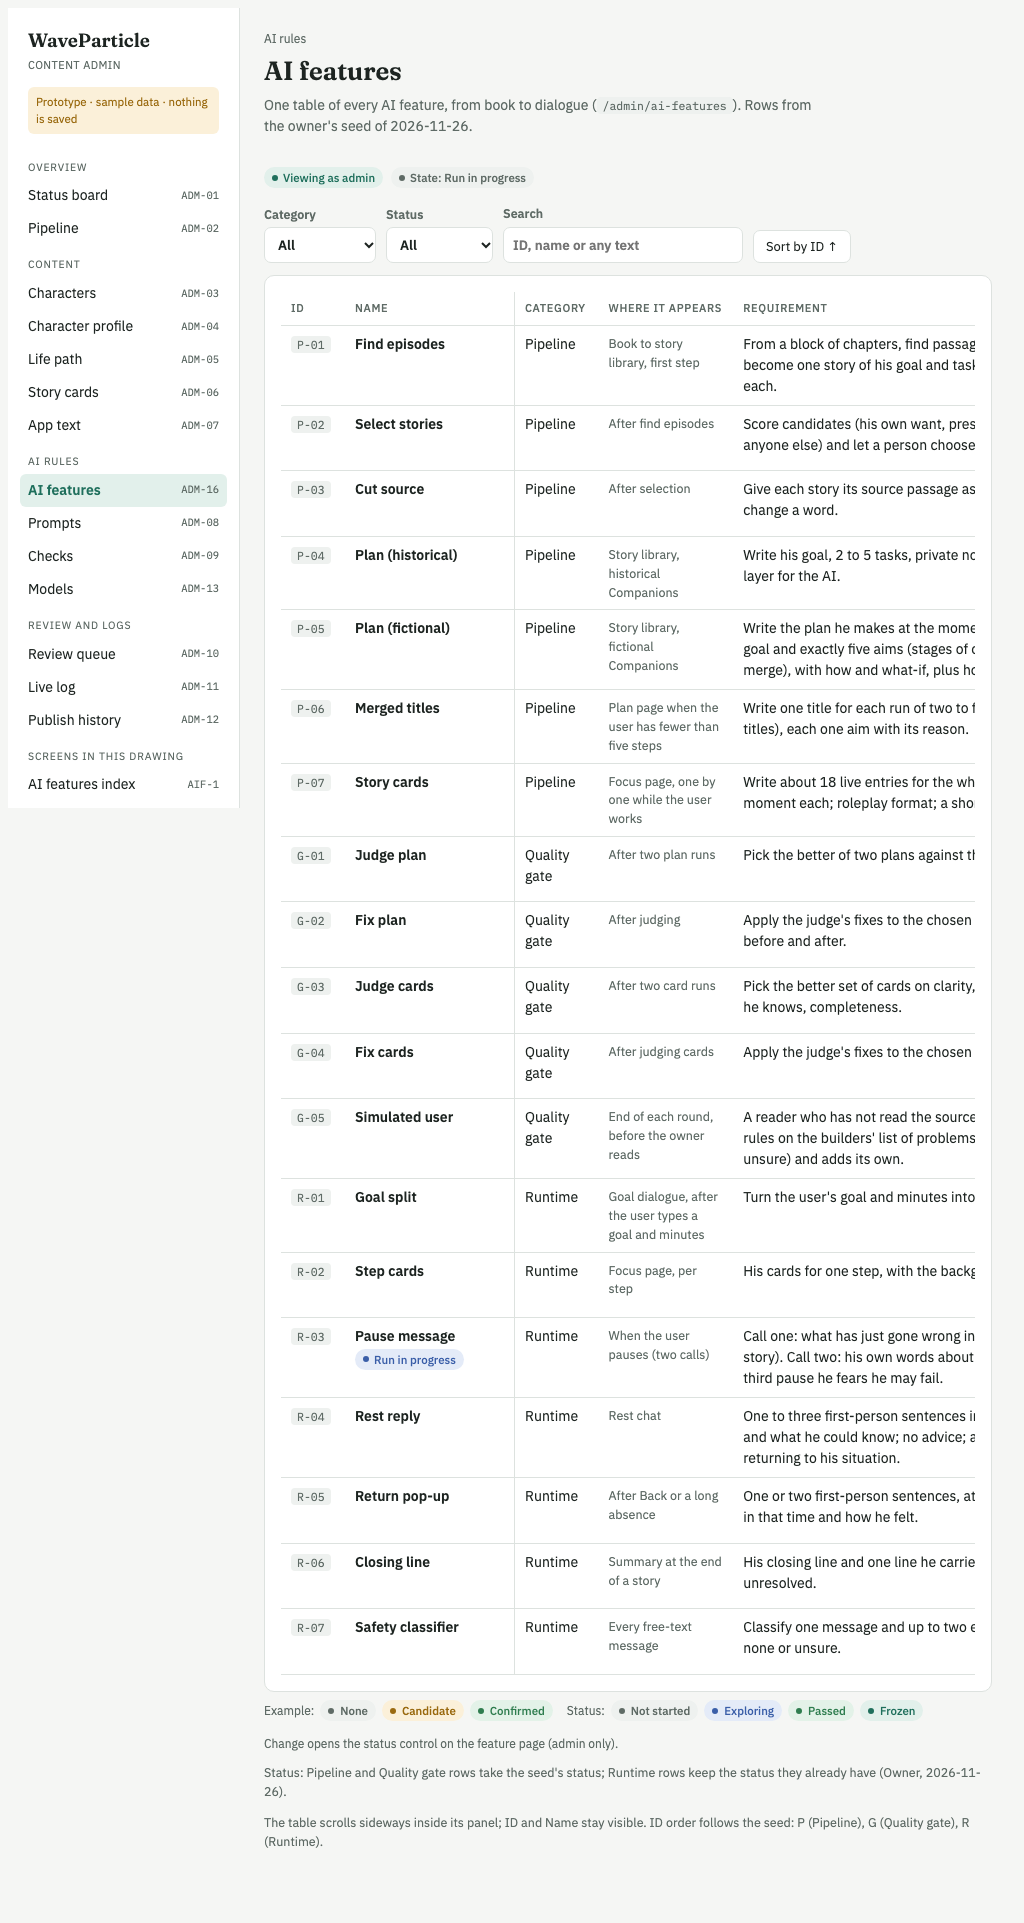 WaveParticle
CONTENT ADMIN
Prototype · sample data · nothing
is saved
OVERVIEW
Status board ADM-01
Pipeline ADM-02
CONTENT
Characters ADM-03
Character profile ADM-04
Life path ADM-05
Story cards ADM-06
App text ADM-07
AI RULES
AI features ADM-16
Prompts ADM-08
Checks ADM-09
Models ADM-13
REVIEW AND LOGS
Review queue ADM-10
Live log ADM-11
Publish history ADM-12
SCREENS IN THIS DRAWING
AI features index AIF-1
AI rules
AI features
One table of every AI feature, from book to dialogue ( /admin/ai-features ). Rows from
the owner's seed of 2026-11-26.
Viewing as admin State: Run in progress
Category Status Search
All All ID, name or any text Sort by ID ↑
ID NAME CATEGORY WHERE IT APPEARS REQUIREMENT
P-01 Find episodes Pipeline Book to story From a block of chapters, find passag
library, first step become one story of his goal and task
each.
P-02 Select stories Pipeline After find episodes Score candidates (his own want, pres
anyone else) and let a person choose
P-03 Cut source Pipeline After selection Give each story its source passage as
change a word.
P-04 Plan (historical) Pipeline Story library, Write his goal, 2 to 5 tasks, private no
historical layer for the AI.
Companions
P-05 Plan (fictional) Pipeline Story library, Write the plan he makes at the mome
fictional goal and exactly five aims (stages of o
Companions merge), with how and what-if, plus ho
P-06 Merged titles Pipeline Plan page when the Write one title for each run of two to f
user has fewer than titles), each one aim with its reason.
five steps
P-07 Story cards Pipeline Focus page, one by Write about 18 live entries for the wh
one while the user moment each; roleplay format; a sho
works
G-01 Judge plan Quality After two plan runs Pick the better of two plans against th
gate
G-02 Fix plan Quality After judging Apply the judge's fixes to the chosen
gate before and after.
G-03 Judge cards Quality After two card runs Pick the better set of cards on clarity,
gate he knows, completeness.
G-04 Fix cards Quality After judging cards Apply the judge's fixes to the chosen
gate
G-05 Simulated user Quality End of each round, A reader who has not read the source
gate before the owner rules on the builders' list of problems
reads unsure) and adds its own.
R-01 Goal split Runtime Goal dialogue, after Turn the user's goal and minutes into
the user types a
goal and minutes
R-02 Step cards Runtime Focus page, per His cards for one step, with the backg
step
R-03 Pause message Runtime When the user Call one: what has just gone wrong in
Run in progress pauses (two calls) story). Call two: his own words about
third pause he fears he may fail.
R-04 Rest reply Runtime Rest chat One to three first-person sentences in
and what he could know; no advice; a
returning to his situation.
R-05 Return pop-up Runtime After Back or a long One or two first-person sentences, at
absence in that time and how he felt.
R-06 Closing line Runtime Summary at the end His closing line and one line he carrie
of a story unresolved.
R-07 Safety classifier Runtime Every free-text Classify one message and up to two e
message none or unsure.
Example: None Candidate Confirmed Status: Not started Exploring Passed Frozen
Change opens the status control on the feature page (admin only).
Status: Pipeline and Quality gate rows take the seed's status; Runtime rows keep the status they already have (Owner, 2026-11-
26).
The table scrolls sideways inside its panel; ID and Name stay visible. ID order follows the seed: P (Pipeline), G (Quality gate), R
(Runtime).